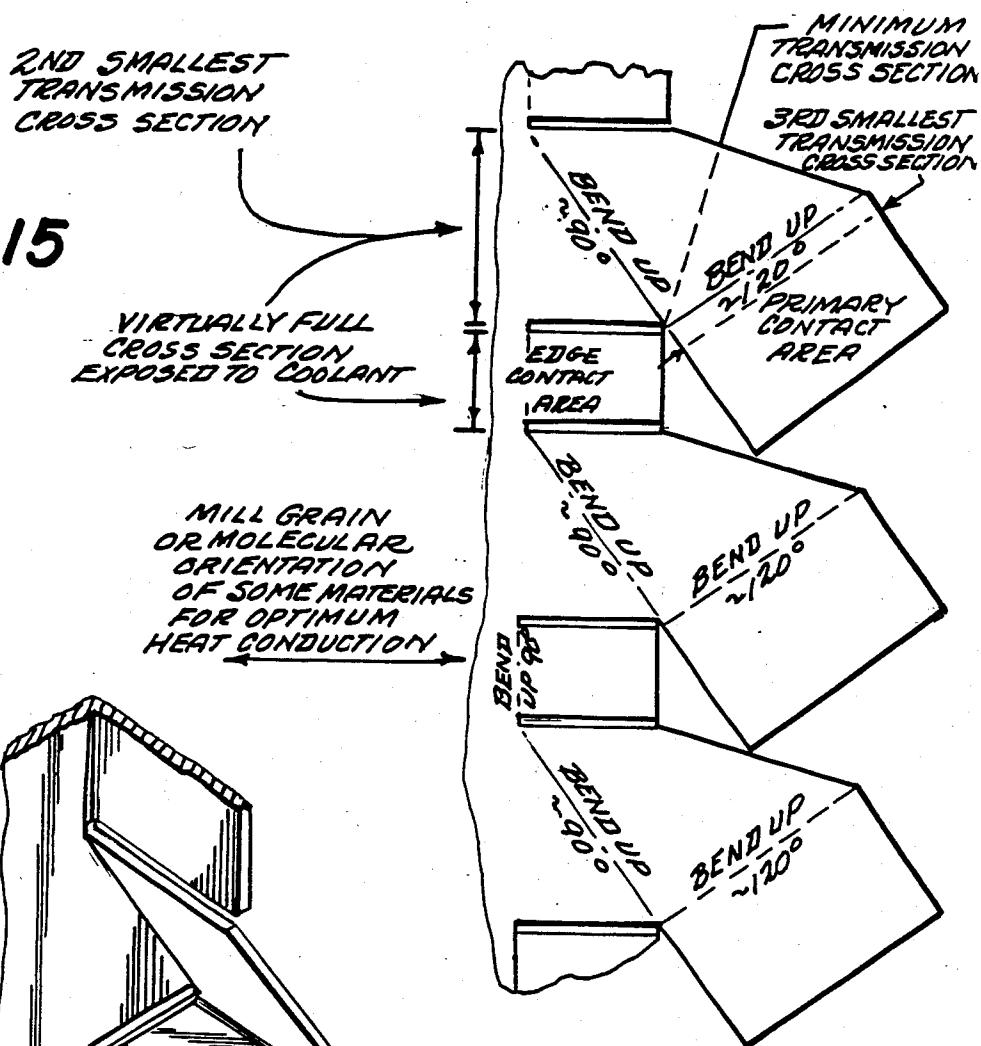 2ND SMALLEST
TRANSMISSION
CROSS SECTION
MINIMUM
TRANSMISSION
CROSS SECTION
3RD SMALLEST
TRANSMISSION
CROSS SECTION
15
BEND UP
~90°
BEND UP
~120°
PRIMARY
CONTACT
AREA
VIRTUALLY FULL
CROSS SECTION
EXPOSED TO COOLANT
EDGE
CONTACT
AREA
BEND UP
~90°
BEND UP
~120°
MILL GRAIN
OR MOLECULAR
ORIENTATION
OF SOME MATERIALS
FOR OPTIMUM
HEAT CONDUCTION
BEND
UP 90°
BEND UP
~90°
BEND UP
~120°